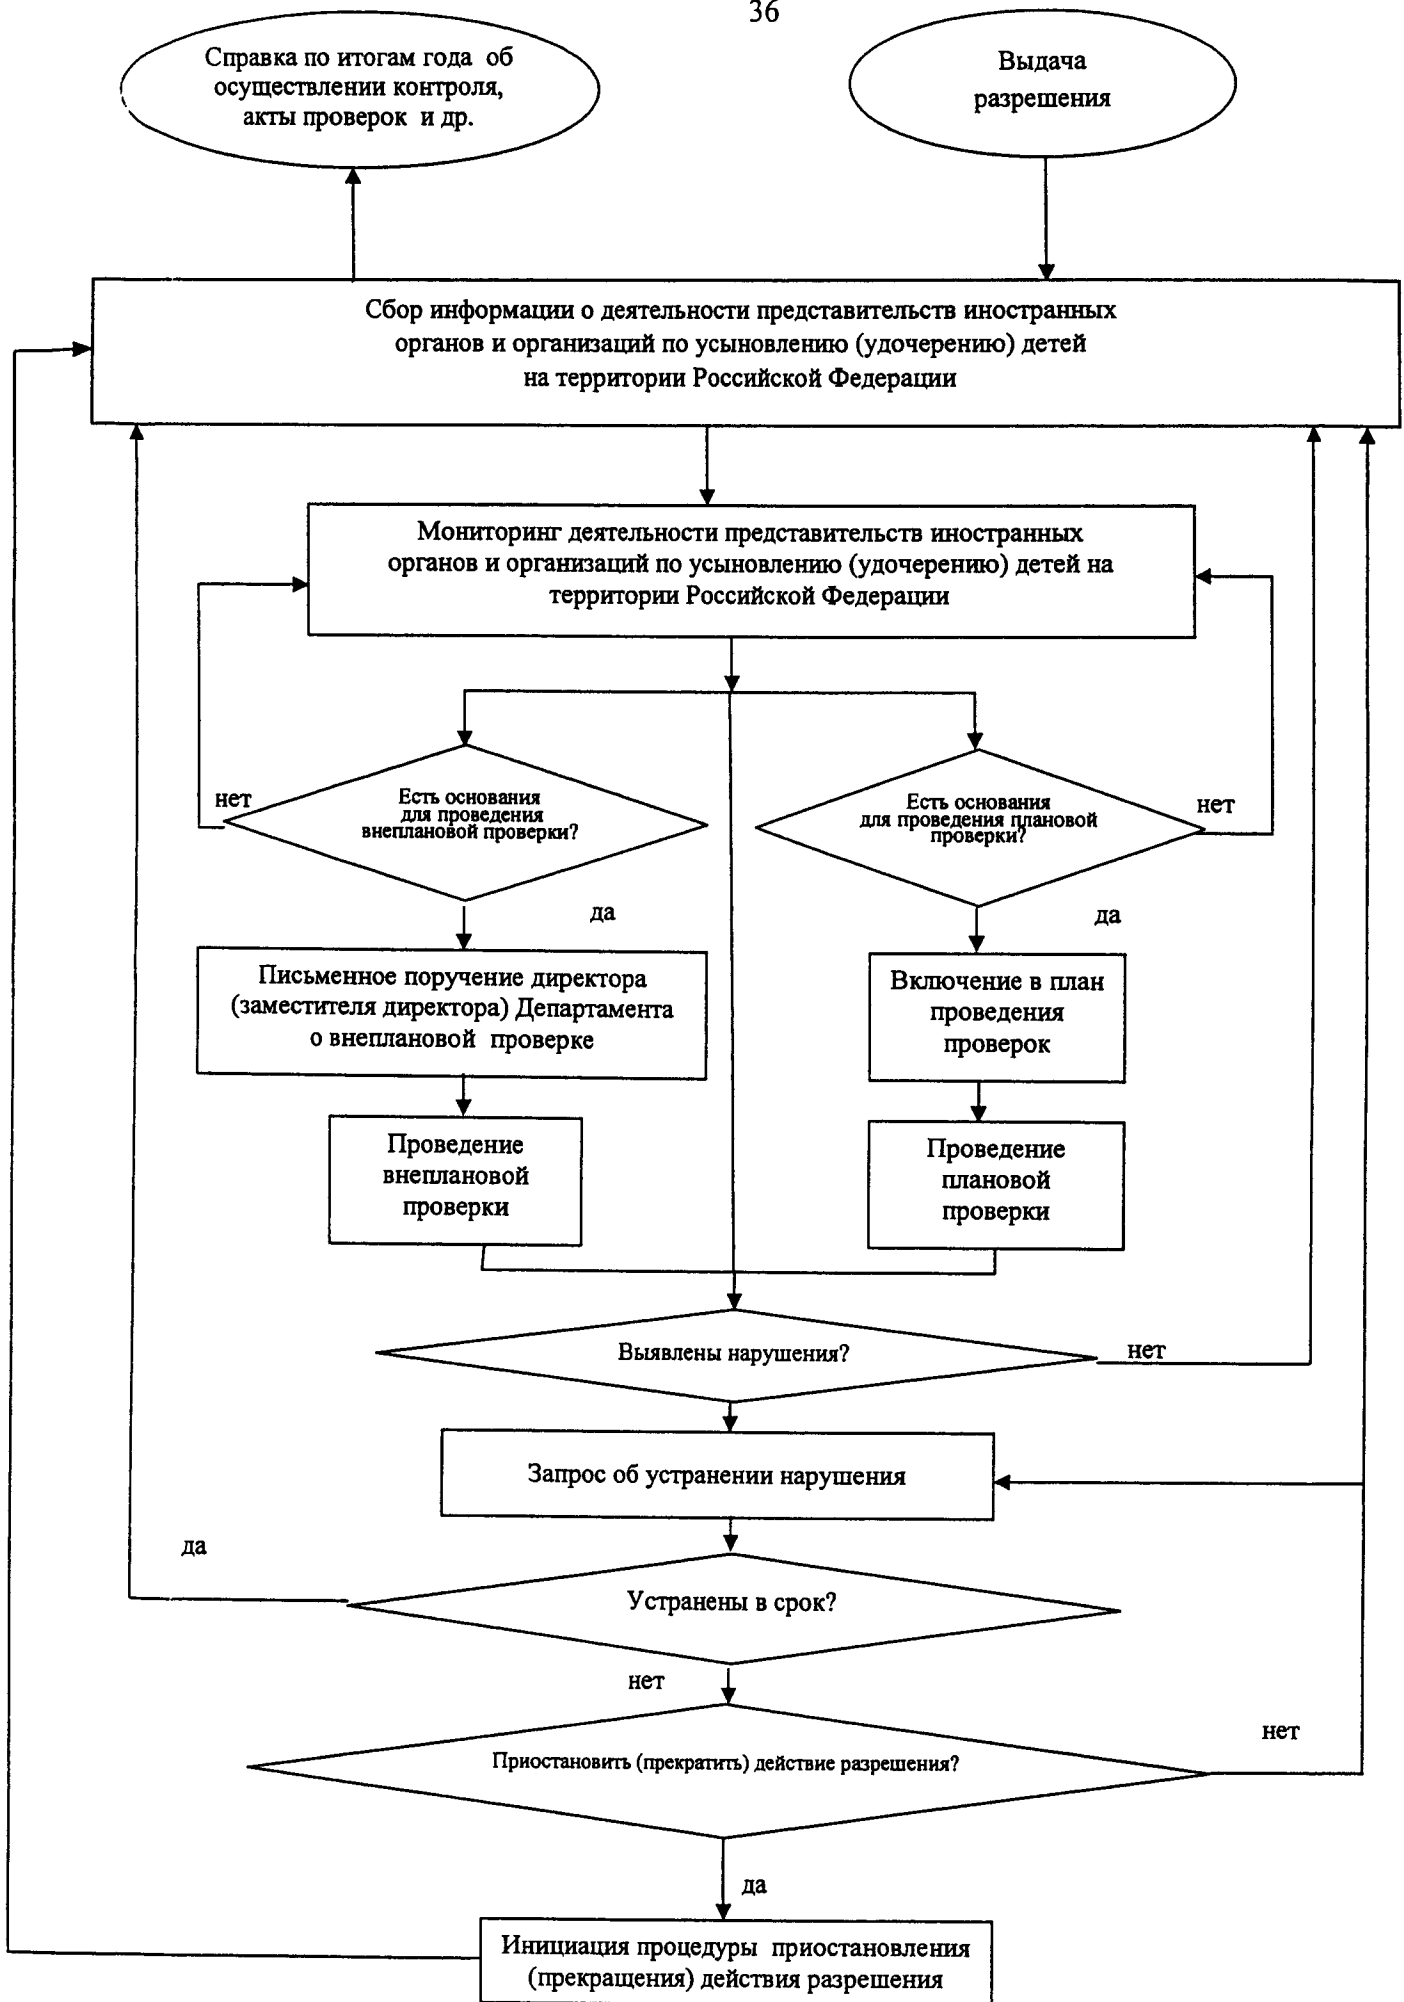 36
Справка по итогам года об
осуществлении контроля,
акты проверок и др.
Выдача
разрешения
Сбор информации о деятельности представительств иностранных
органов и организаций по усыновлению (удочерению) детей
на территории Российской Федерации
Мониторинг деятельности представительств иностранных
органов и организаций по усыновлению (удочерению) детей на
территории Российской Федерации
нет
Есть основания
для проведения
внеплановой проверки?
Есть основания
для проведения плановой
проверки?
нет
да
да
Письменное поручение директора
(заместителя директора) Департамента
о внеплановой проверке
Включение в план
проведения
проверок
Проведение
внеплановой
проверки
Проведение
плановой
проверки
Выявлены нарушения?
нет
Запрос об устранении нарушения
да
Устранены в срок?
нет
Приостановить (прекратить) действие разрешения?
нет
да
Инициация процедуры приостановления
(прекращения) действия разрешения